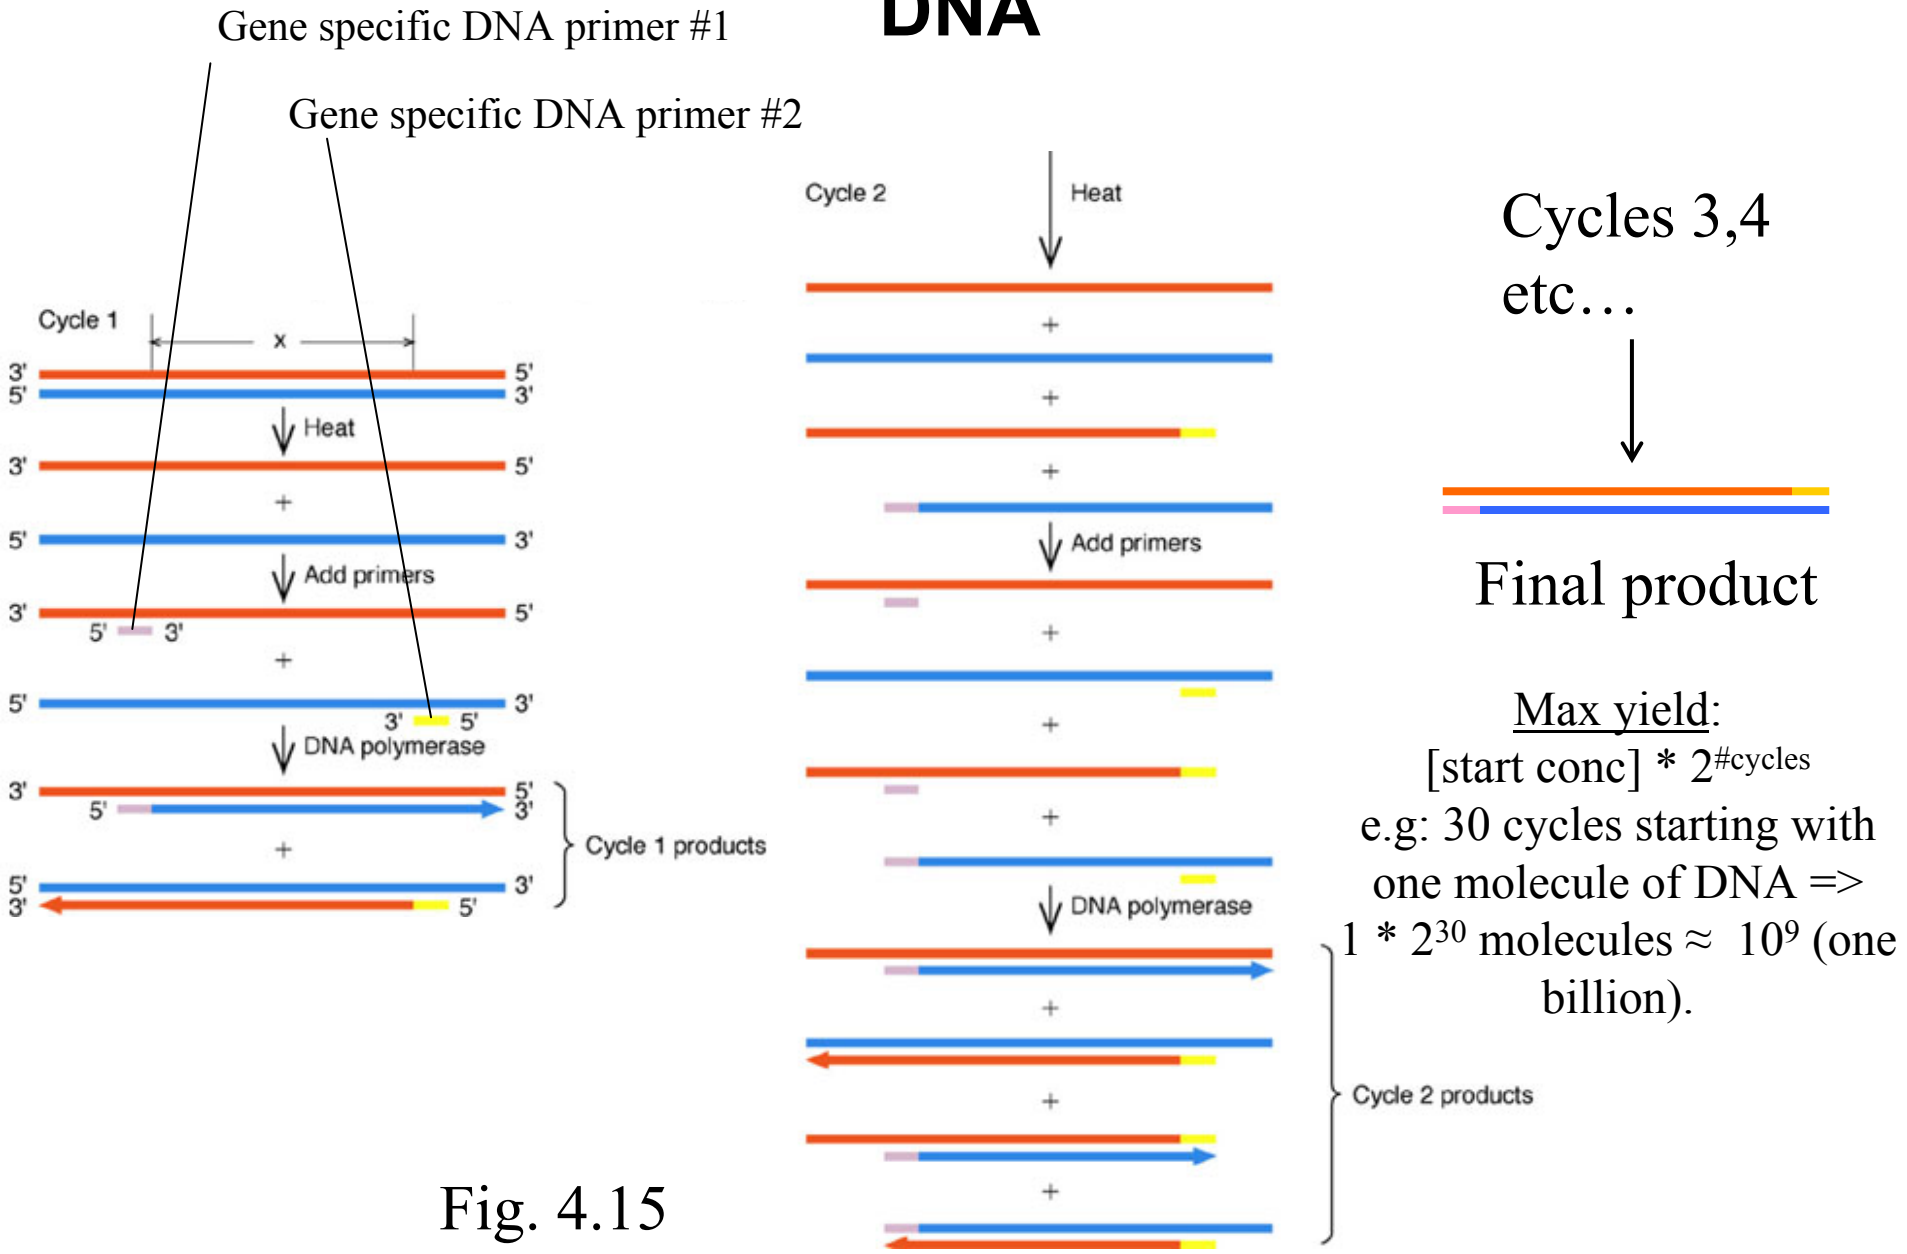 DNA
Gene specific DNA primer #1
Gene specific DNA primer #2
Cycle 1
x
3' 5'
5' 3'
Heat
3' 5'
+
5' 3'
Add primers
3' 5'
5' 3'
+
5' 3'
3' 5'
DNA polymerase
3' 5'
5' 3'
+
5' 3'
3' 5'
Cycle 1 products
Fig. 4.15
Cycle 2
Heat
+
+
+
Add primers
+
+
+
DNA polymerase
+
+
+
Cycle 2 products
Cycles 3,4
etc…
Final product
Max yield:
[start conc] * 2^#cycles
e.g: 30 cycles starting with
one molecule of DNA =>
1 * 2³⁰ molecules ≈ 10⁹ (one
billion).